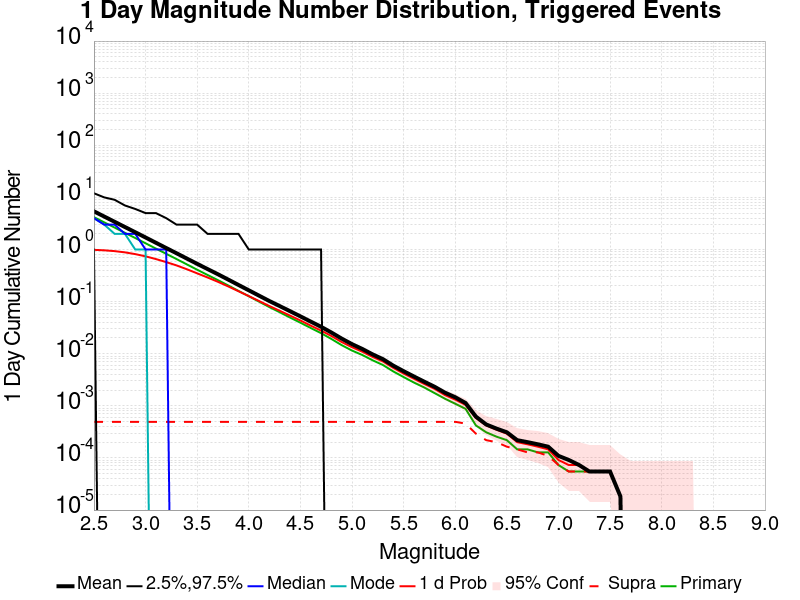 1 Day Magnitude Number Distribution, Triggered Events
1 Day Cumulative Number
10^4
10^3
10^2
10^1
10^0
10^-1
10^-2
10^-3
10^-4
10^-5
2.5 3.0 3.5 4.0 4.5 5.0 5.5 6.0 6.5 7.0 7.5 8.0 8.5 9.0
Magnitude
Mean 2.5%,97.5% Median Mode 1 d Prob 95% Conf Supra Primary